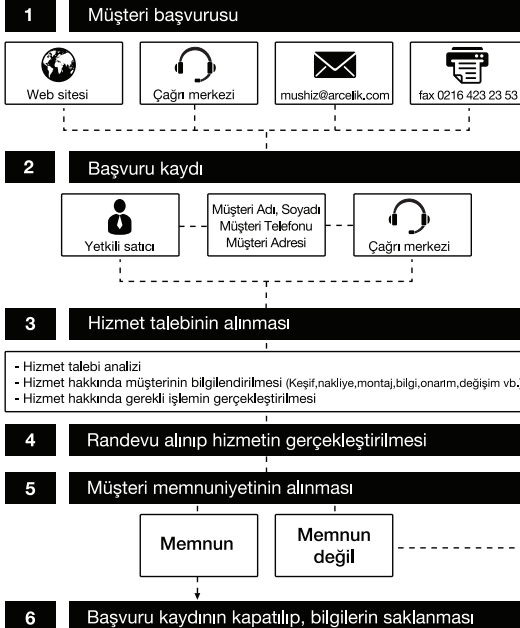 1 Müşteri başvurusu
Web sitesi
Çağrı merkezi
mushiz@arcelik.com
fax 0216 423 23 53
2 Başvuru kaydı
Yetkili satıcı
Müşteri Adı, Soyadı
Müşteri Telefonu
Müşteri Adresi
Çağrı merkezi
3 Hizmet talebinin alınması
- Hizmet talebi analizi
- Hizmet hakkında müşterinin bilgilendirilmesi (Keşif,nakliye,montaj,bilgi,onarım,değişim vb.)
- Hizmet hakkında gerekli işlemin gerçekleştirilmesi
4 Randevu alınıp hizmetin gerçekleştirilmesi
5 Müşteri memnuniyetinin alınması
Memnun
Memnun
değil
6 Başvuru kaydının kapatılıp, bilgilerin saklanması